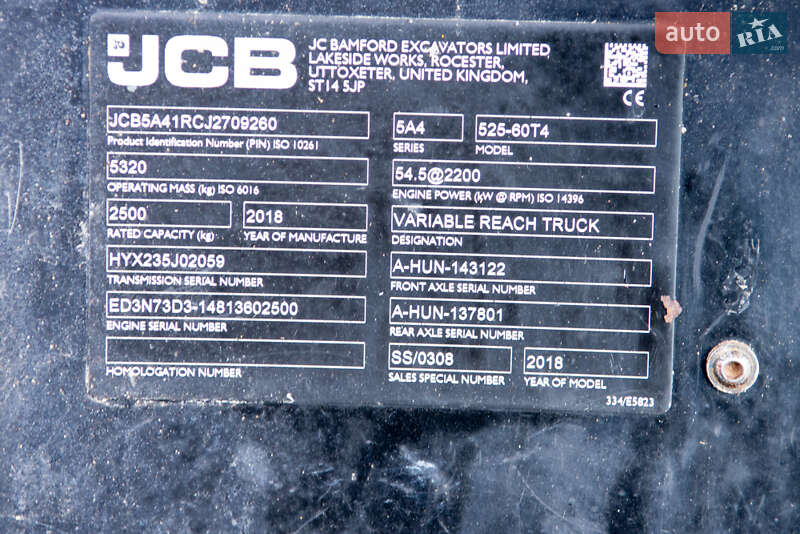 JCB
JC BAMFORD EXCAVATORS LIMITED,
LAKESIDE WORKS, ROCESTER,
UTTOXETER, UNITED KINGDOM,
ST14 5JP
CE
auto RIA .com
JCB5A41RCJ2709260
Product Identification Number (PIN) ISO 10261
5A4
SERIES
525-60T4
MODEL
5320
OPERATING MASS (kg) ISO 6016
54.5@2200
ENGINE POWER (kW @ RPM) ISO 14396
2500
RATED CAPACITY (kg)
2018
YEAR OF MANUFACTURE
VARIABLE REACH TRUCK
DESIGNATION
HYX235J02059
TRANSMISSION SERIAL NUMBER
A-HUN-143122
FRONT AXLE SERIAL NUMBER
ED3N73D3-14813602500
ENGINE SERIAL NUMBER
A-HUN-137801
REAR AXLE SERIAL NUMBER
HOMOLOGATION NUMBER
SS/0308
SALES SPECIAL NUMBER
2018
YEAR OF MODEL
334/E5823